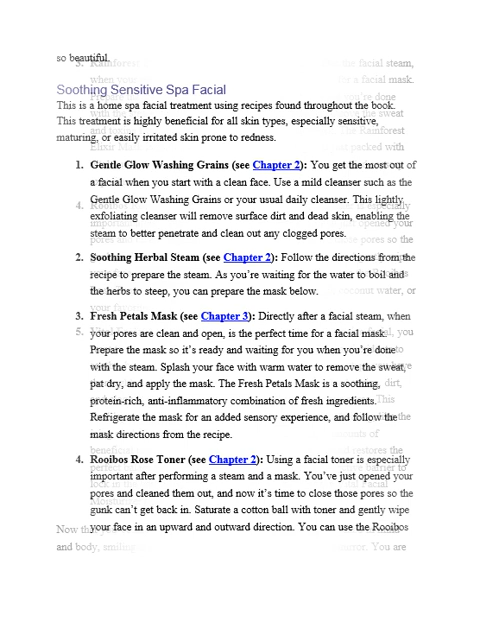 so beautiful.
Soothing Sensitive Spa Facial
This is a home spa facial treatment using recipes found throughout the book.
This treatment is highly beneficial for all skin types, especially sensitive,
maturing, or easily irritated skin prone to redness.
1. Gentle Glow Washing Grains (see Chapter 2): You get the most out of
a facial when you start with a clean face. Use a mild cleanser such as the
Gentle Glow Washing Grains or your usual daily cleanser. This lightly
exfoliating cleanser will remove surface dirt and dead skin, enabling the
steam to better penetrate and clean out any clogged pores.
2. Soothing Herbal Steam (see Chapter 2): Follow the directions from the
recipe to prepare the steam. As you’re waiting for the water to boil and
the herbs to steep, you can prepare the mask below.
3. Fresh Petals Mask (see Chapter 3): Directly after a facial steam, when
your pores are clean and open, is the perfect time for a facial mask.
Prepare the mask so it’s ready and waiting for you when you’re done
with the steam. Splash your face with warm water to remove the sweat,
pat dry, and apply the mask. The Fresh Petals Mask is a soothing,
protein-rich, anti-inflammatory combination of fresh ingredients.
Refrigerate the mask for an added sensory experience, and follow the
mask directions from the recipe.
4. Rooibos Rose Toner (see Chapter 2): Using a facial toner is especially
important after performing a steam and a mask. You’ve just opened your
pores and cleaned them out, and now it’s time to close those pores so the
gunk can’t get back in. Saturate a cotton ball with toner and gently wipe
your face in an upward and outward direction. You can use the Rooibos
and body, smiling
You are